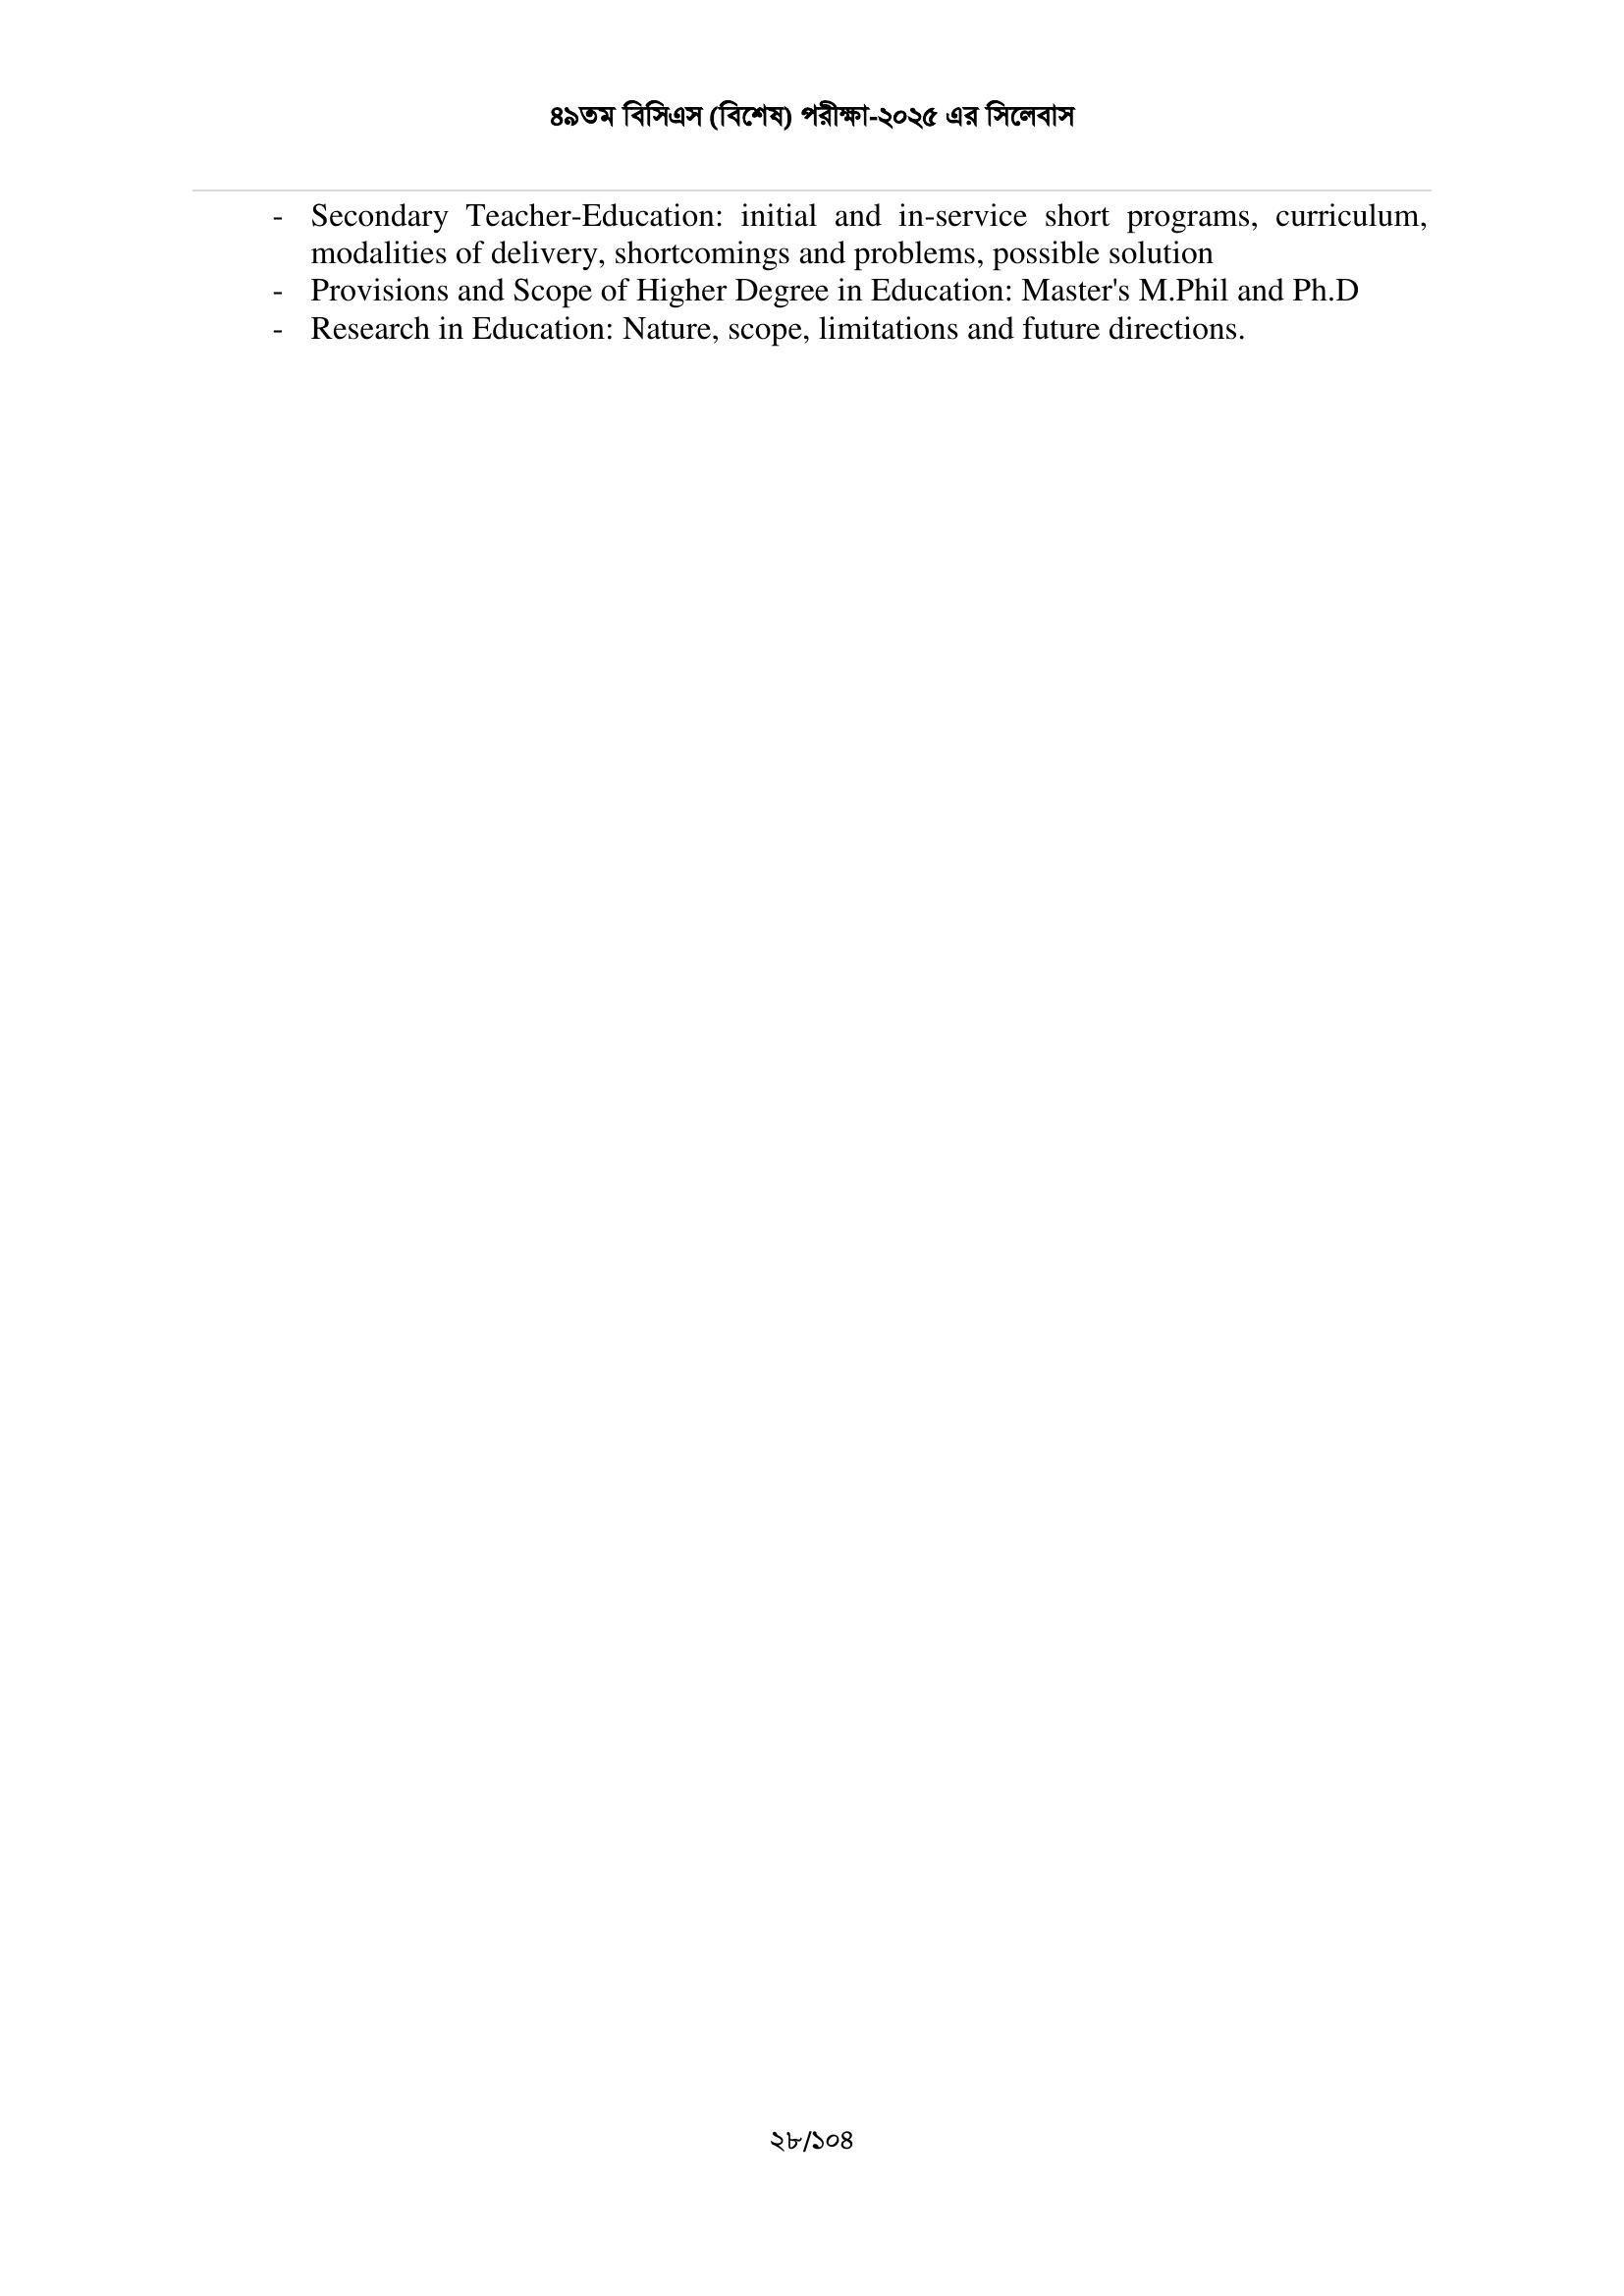 ৪৯তম বিসিএস (বিশেষ) পরীক্ষা-২০২৫ এর সিলেবাস
- Secondary Teacher-Education: initial and in-service short programs, curriculum,
modalities of delivery, shortcomings and problems, possible solution
- Provisions and Scope of Higher Degree in Education: Master's M.Phil and Ph.D
- Research in Education: Nature, scope, limitations and future directions.
২৮/১০৪